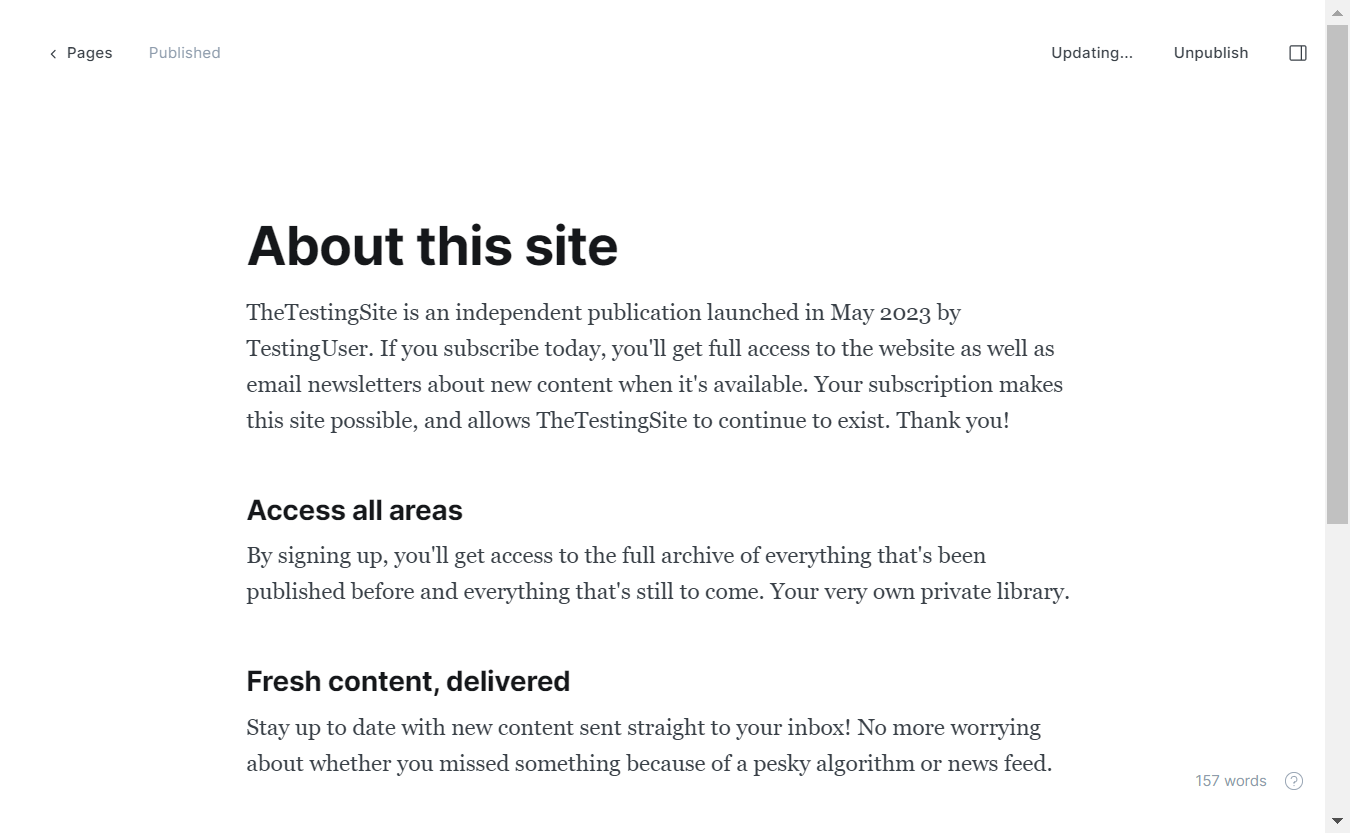 Pages
Published
Updating...
Unpublish
About this site
TheTestingSite is an independent publication launched in May 2023 by
TestingUser. If you subscribe today, you'll get full access to the website as well as
email newsletters about new content when it's available. Your subscription makes
this site possible, and allows TheTestingSite to continue to exist. Thank you!
Access all areas
By signing up, you'll get access to the full archive of everything that's been
published before and everything that's still to come. Your very own private library.
Fresh content, delivered
Stay up to date with new content sent straight to your inbox! No more worrying
about whether you missed something because of a pesky algorithm or news feed.
157 words